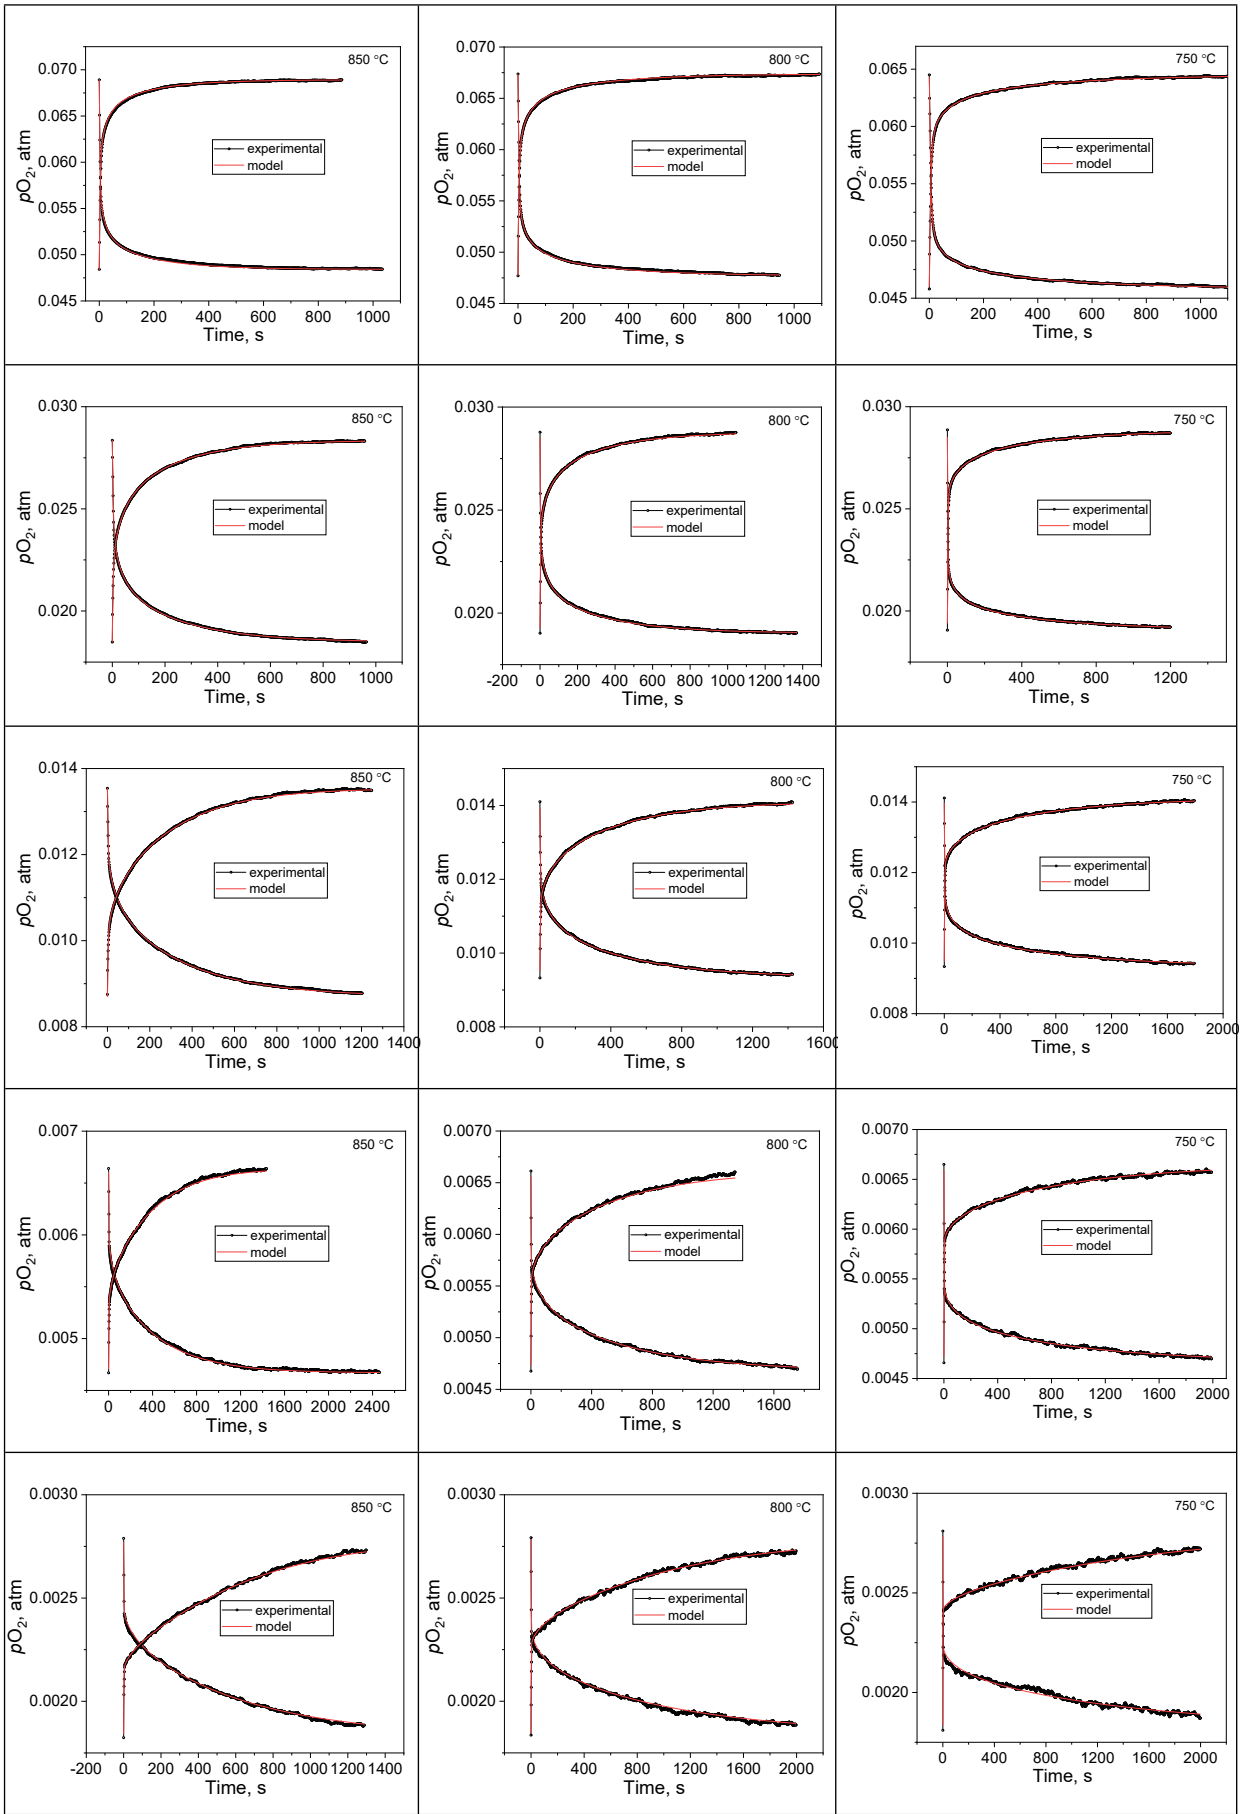 850 °C
0.070
0.065
0.060
0.055
0.050
0.045
pO2, atm
experimental
model
0 200 400 600 800 1000
Time, s
800 °C
0.070
0.065
0.060
0.055
0.050
0.045
pO2, atm
experimental
model
0 200 400 600 800 1000
Time, s
750 °C
0.065
0.060
0.055
0.050
0.045
pO2, atm
experimental
model
0 200 400 600 800 1000
Time, s
850 °C
0.030
0.025
0.020
pO2, atm
experimental
model
0 200 400 600 800 1000
Time, s
800 °C
0.030
0.025
0.020
pO2, atm
experimental
model
-200 0 200 400 600 800 1000 1200 1400
Time, s
750 °C
0.030
0.025
0.020
pO2, atm
experimental
model
0 400 800 1200
Time, s
850 °C
0.014
0.012
0.010
0.008
pO2, atm
experimental
model
0 200 400 600 800 1000 1200 1400
Time, s
800 °C
0.014
0.012
0.010
0.008
pO2, atm
experimental
model
0 400 800 1200 1600
Time, s
750 °C
0.014
0.012
0.010
0.008
pO2, atm
experimental
model
0 400 800 1200 1600 2000
Time, s
850 °C
0.007
0.006
0.005
pO2, atm
experimental
model
0 400 800 1200 1600 2000 2400
Time, s
800 °C
0.0070
0.0065
0.0060
0.0055
0.0050
0.0045
pO2, atm
experimental
model
0 400 800 1200 1600
Time, s
750 °C
0.0070
0.0065
0.0060
0.0055
0.0050
0.0045
pO2, atm
experimental
model
0 400 800 1200 1600 2000
Time, s
850 °C
0.0030
0.0025
0.0020
pO2, atm
experimental
model
-200 0 200 400 600 800 1000 1200 1400
Time, s
800 °C
0.0030
0.0025
0.0020
pO2, atm
experimental
model
0 400 800 1200 1600 2000
Time, s
750 °C
0.0030
0.0025
0.0020
pO2, atm
experimental
model
0 400 800 1200 1600 2000
Time, s